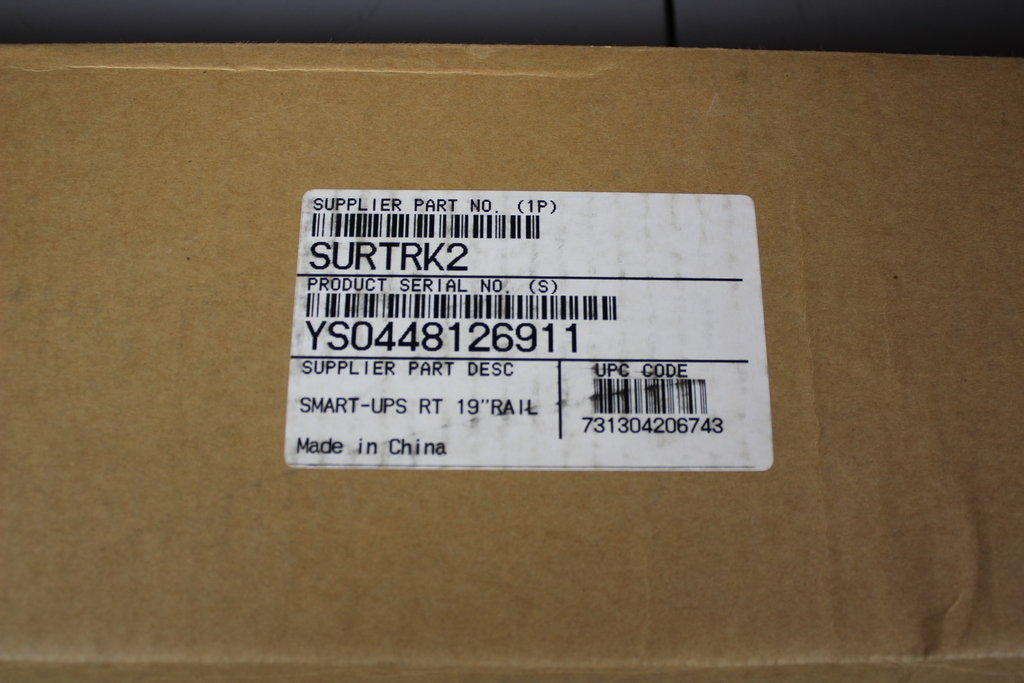 SUPPLIER PART NO. (1P)
SURTRK2
PRODUCT SERIAL NO. (S)
YS0448126911
SUPPLIER PART DESC
SMART-UPS RT 19"RAIL
Made in China
UPC CODE
731304206743